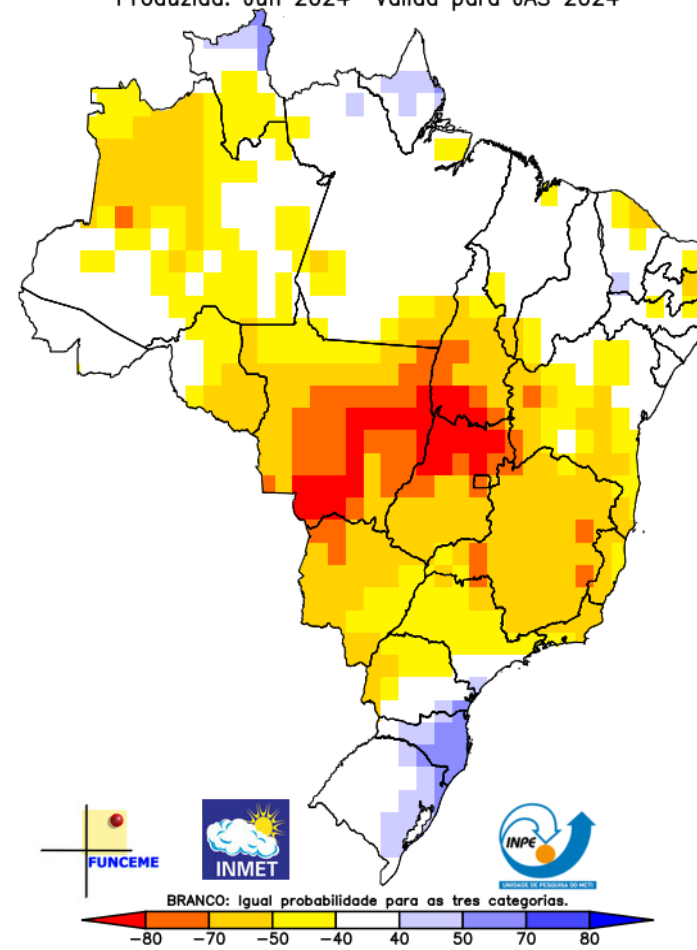 Produzida: Jun 2024 Válida para JAS 2024
FUNCEME
INMET
INPE
UNIDADE DE PESQUISA DO MCTI
BRANCO: Igual probabilidade para as tres categorias.
-80 -70 -50 -40 40 50 70 80